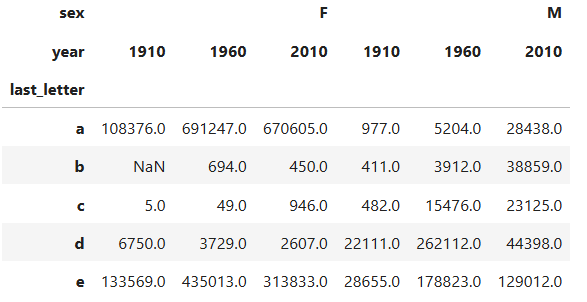 sex F M
year 1910 1960 2010 1910 1960 2010
last_letter
a 108376.0 691247.0 670605.0 977.0 5204.0 28438.0
b NaN 694.0 450.0 411.0 3912.0 38859.0
c 5.0 49.0 946.0 482.0 15476.0 23125.0
d 6750.0 3729.0 2607.0 22111.0 262112.0 44398.0
e 133569.0 435013.0 313833.0 28655.0 178823.0 129012.0